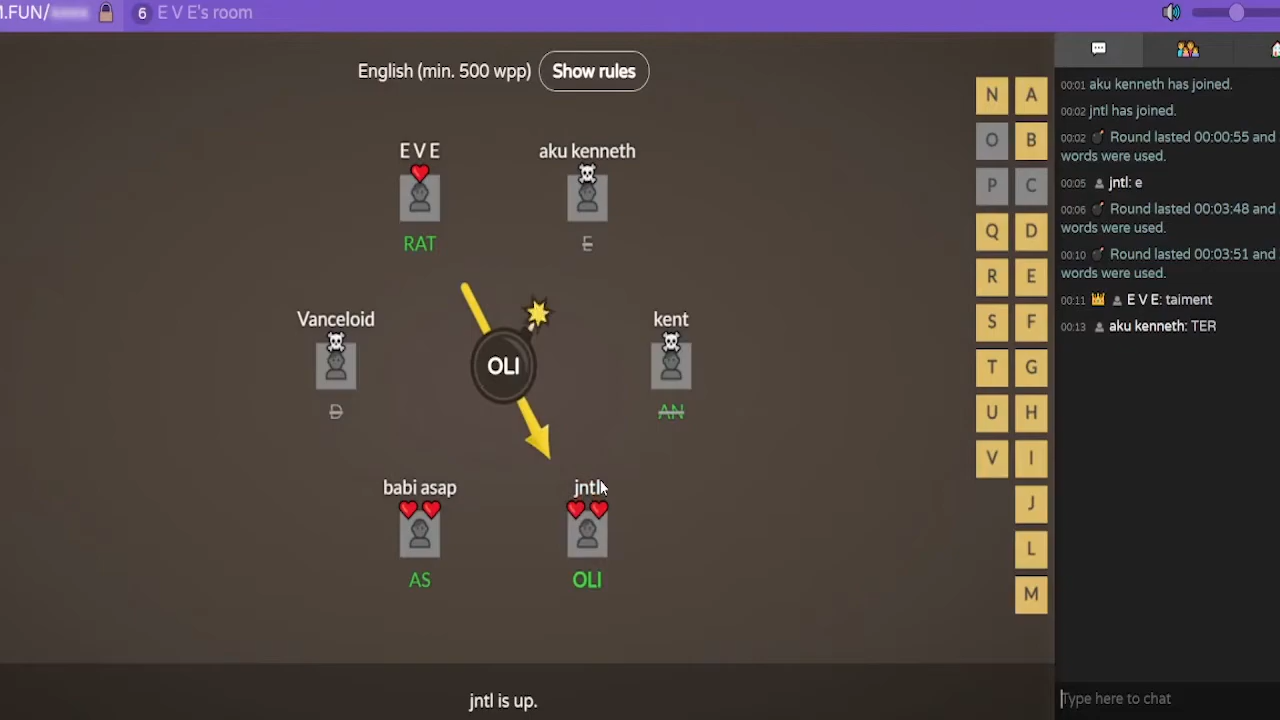 M.FUN/
6 E V E's room
English (min. 500 wpp) Show rules
E V E
RAT
aku kenneth
E
Vanceloid
D
OLI
kent
AN
babi asap
AS
jntl
OLI
jntl is up.
N A
O B
P C
Q D
R E
S F
T G
U H
V I
J
L
M
00:01 aku kenneth has joined.
00:02 jntl has joined.
00:02 Round lasted 00:00:55 and
words were used.
00:05 jntl: e
00:06 Round lasted 00:03:48 and
words were used.
00:10 Round lasted 00:03:51 and
words were used.
00:11 E V E: taiment
00:13 aku kenneth: TER
Type here to chat